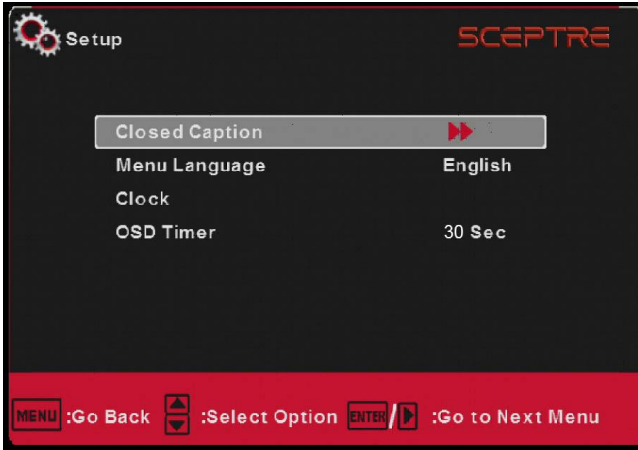 Setup
SCEPTRE
Closed Caption
Menu Language English
Clock
OSD Timer 30 Sec
MENU :Go Back :Select Option ENTER/ :Go to Next Menu